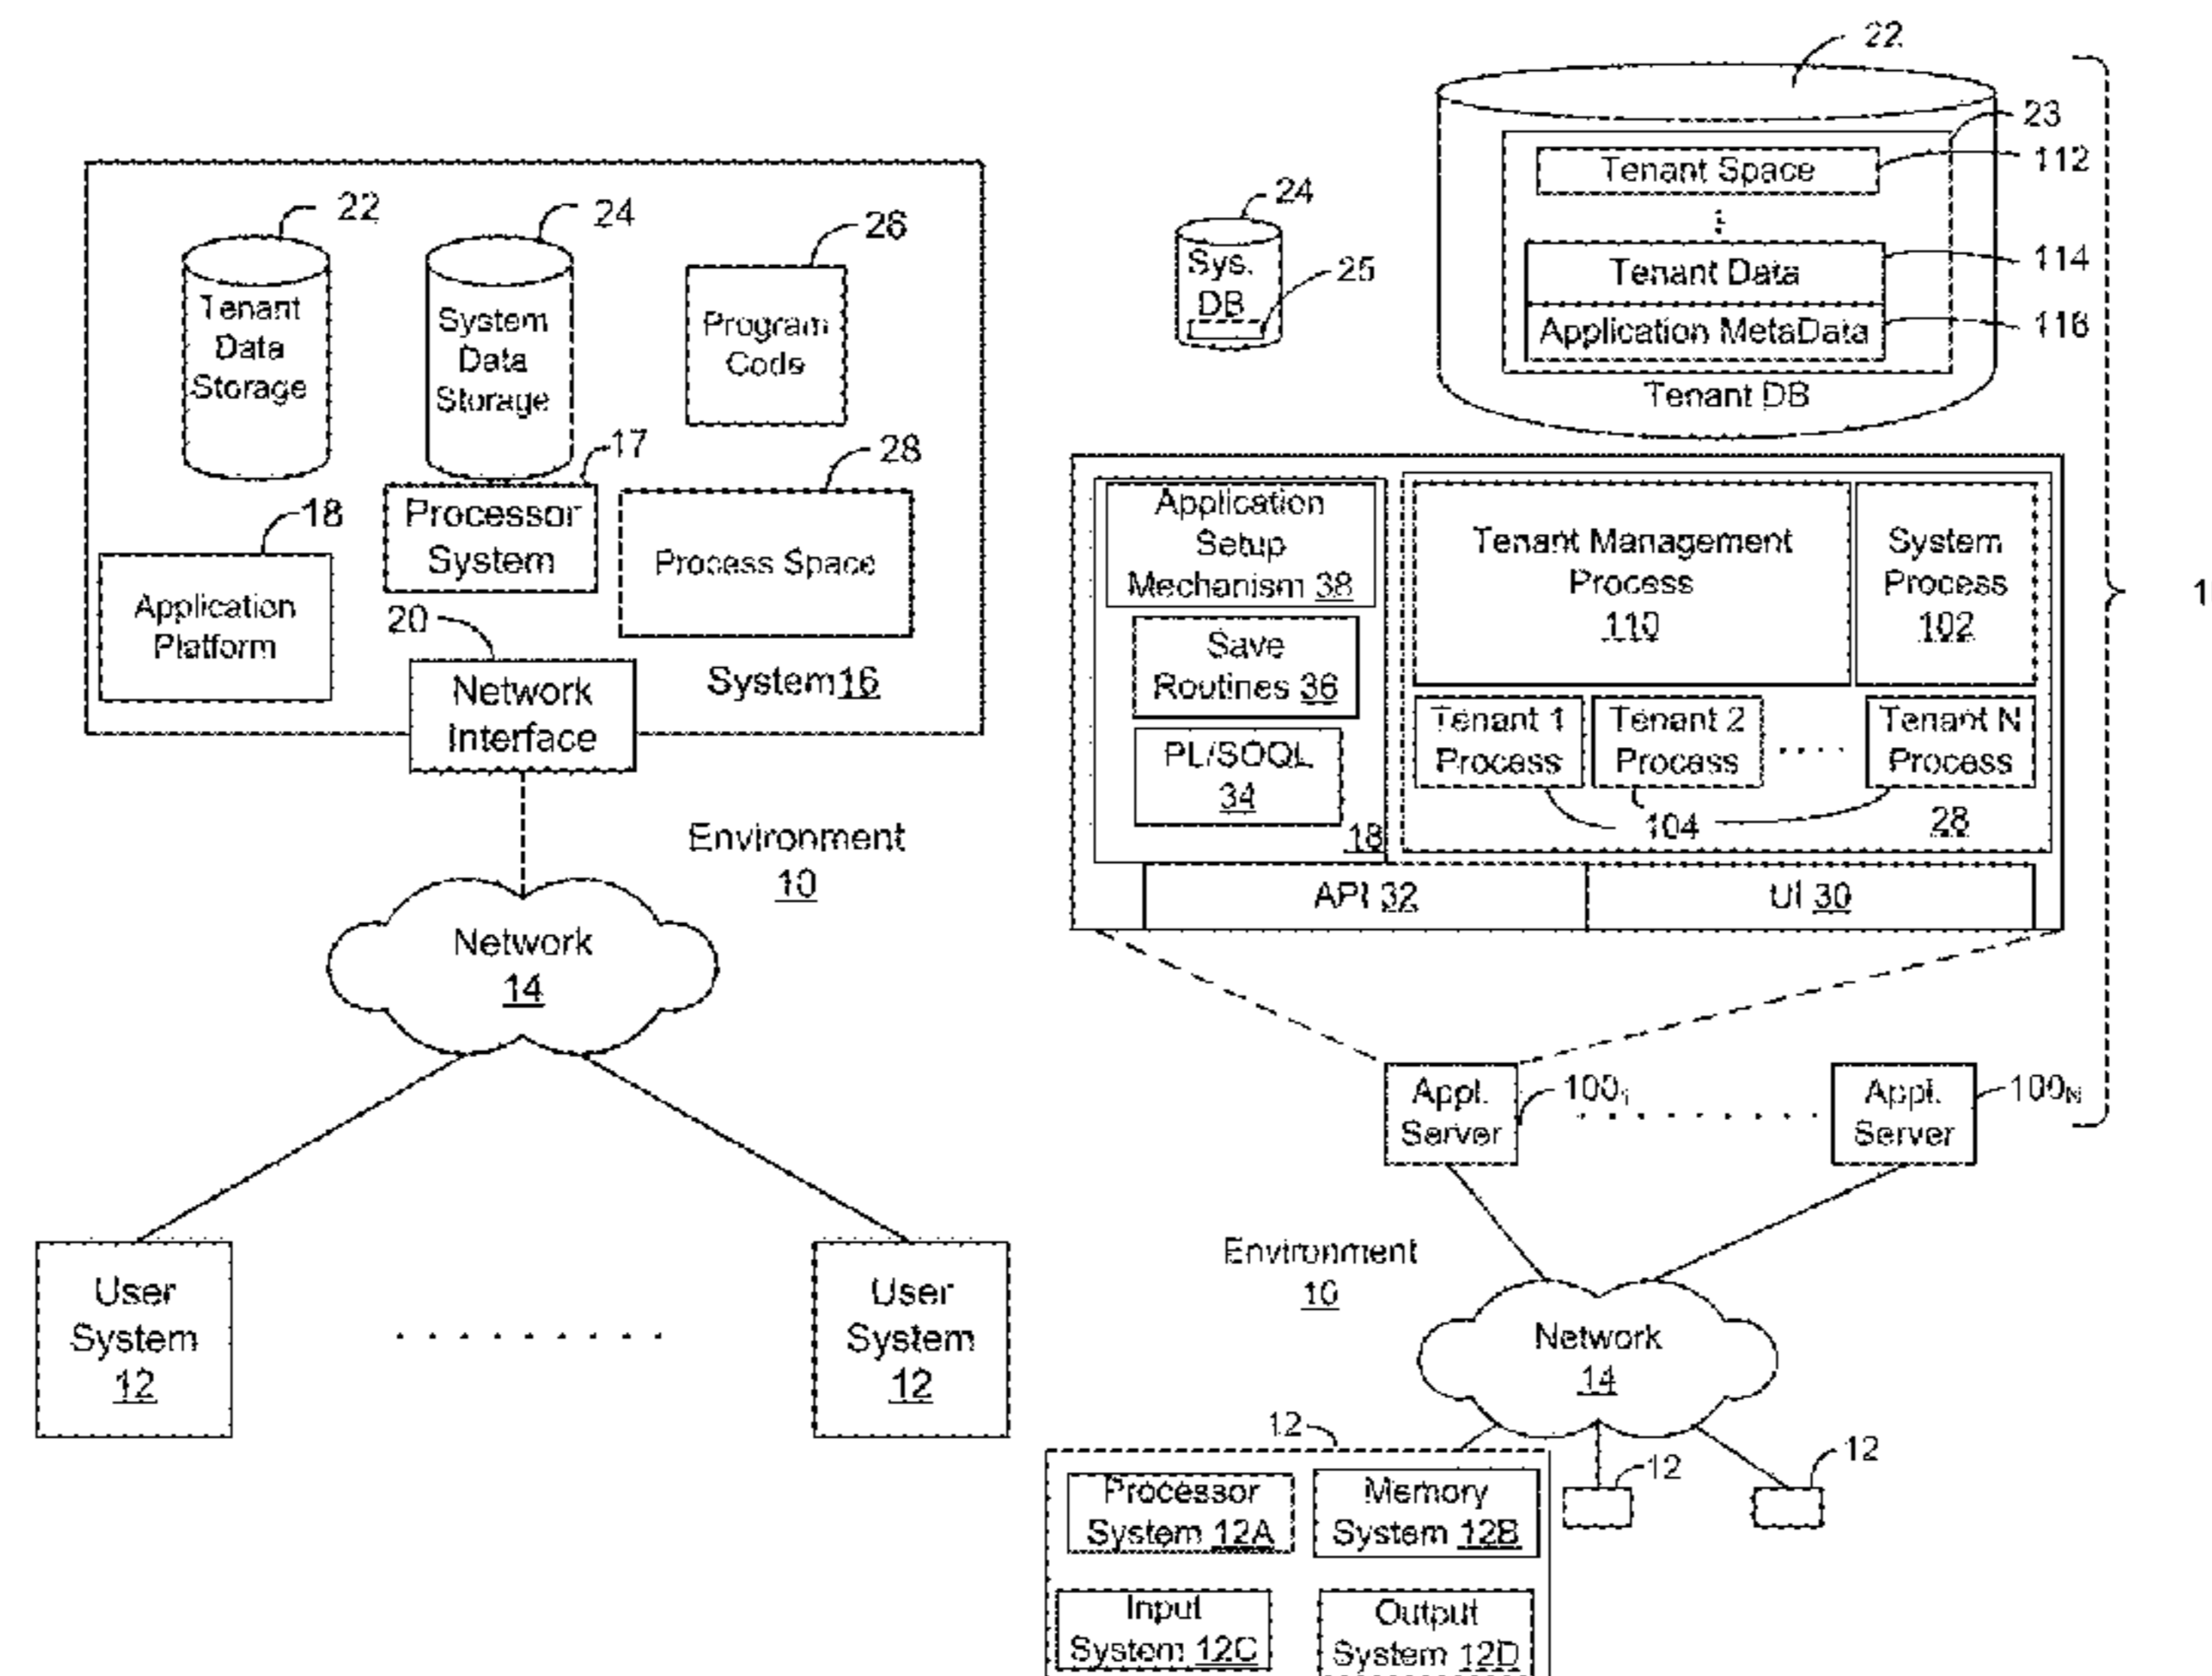 22
24
26
Tenant
Data
Storage
System
Data
Storage
Program
Code
17
28
18
Processor
System
Process Space
Application
Platform
20
System 16
Network
Interface
Environment
10
Network
14
User
System
12
. . . . . . . . .
User
System
12
22
23
Tenant Space
112
24
Sys.
DB
25
Tenant Data
114
Application MetaData
116
Tenant DB
Application
Setup
Mechanism 38
Tenant Management
Process
110
System
Process
102
1
Save
Routines 36
Tenant 1
Process
Tenant 2
Process
. . . .
Tenant N
Process
PL/SOQL
34
104
28
18
API 32
UI 30
Appl.
Server
100₁
Appl.
Server
100N
Environment
10
Network
14
12
12
12
Processor
System 12A
Memory
System 12B
Input
System 12C
Output
System 12D